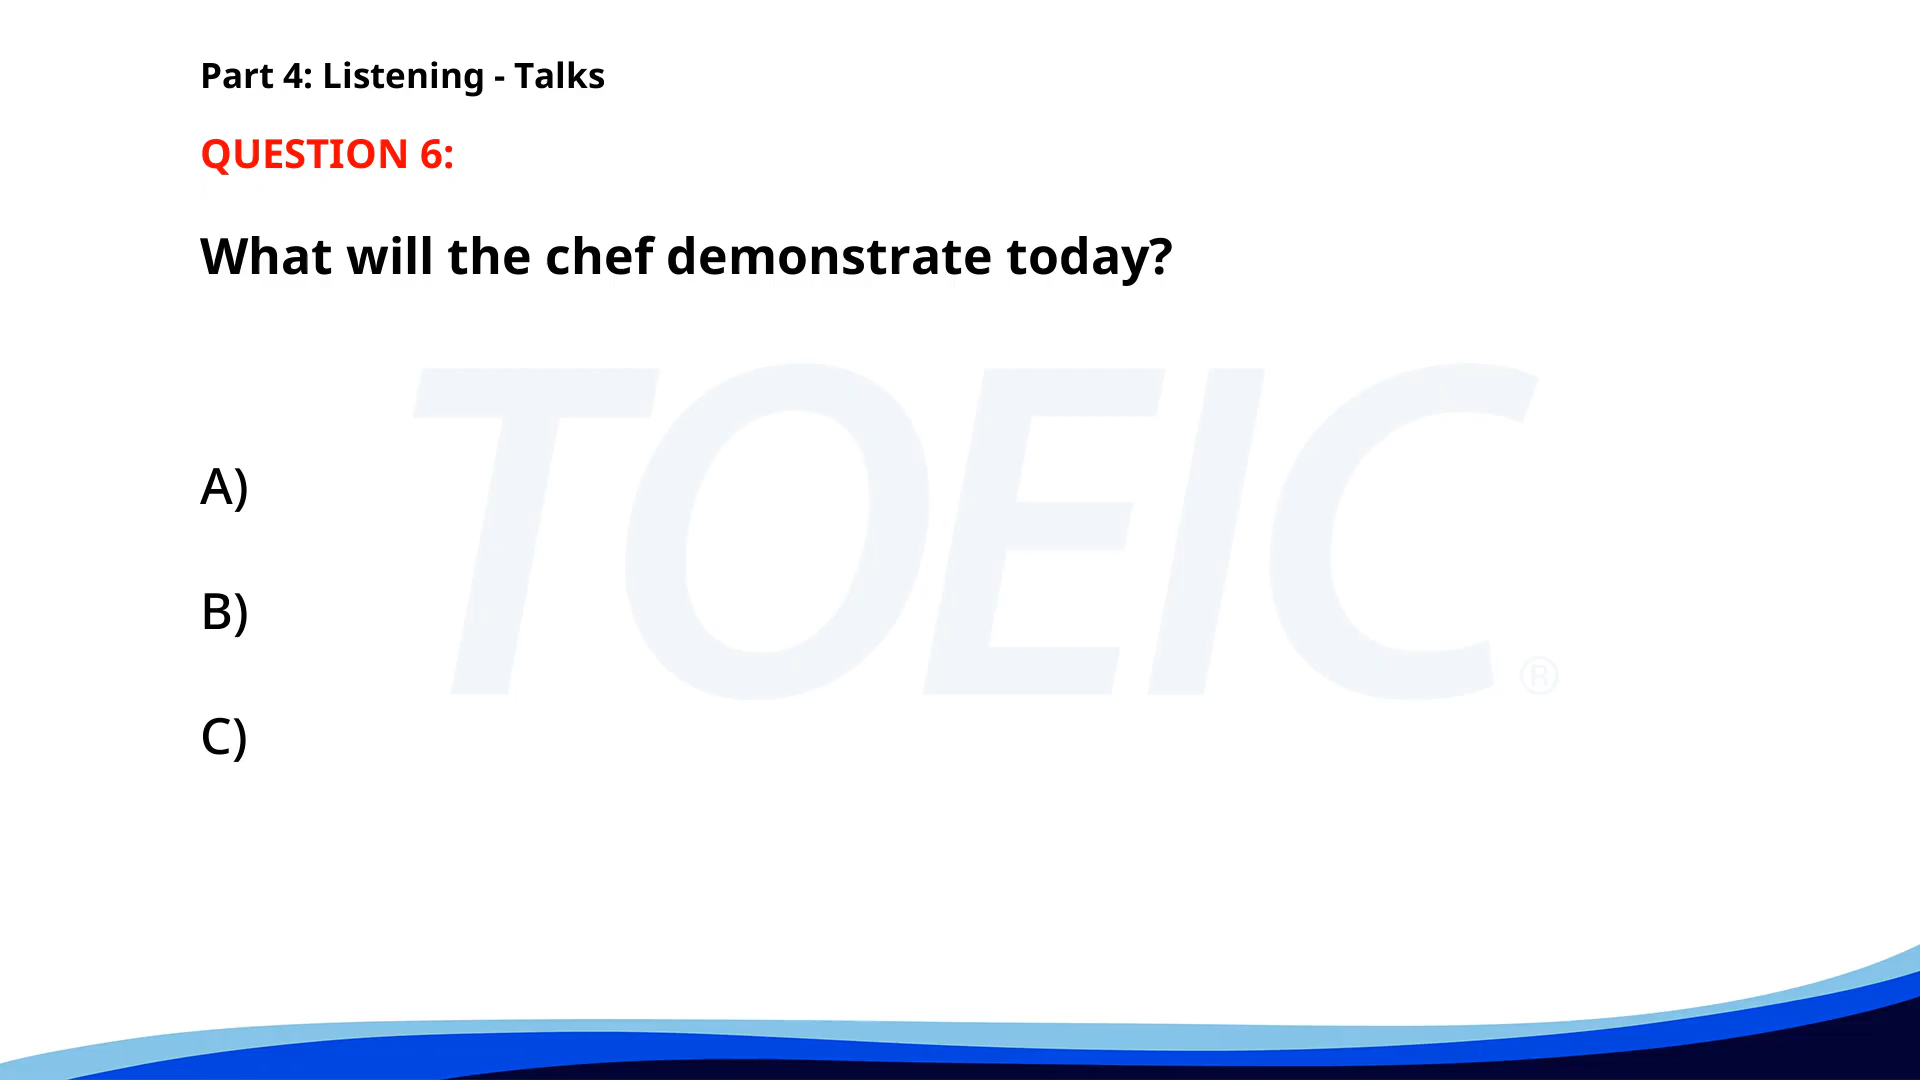 Part 4: Listening - Talks
QUESTION 6:
What will the chef demonstrate today?
TOEIC®
A)
B)
C)